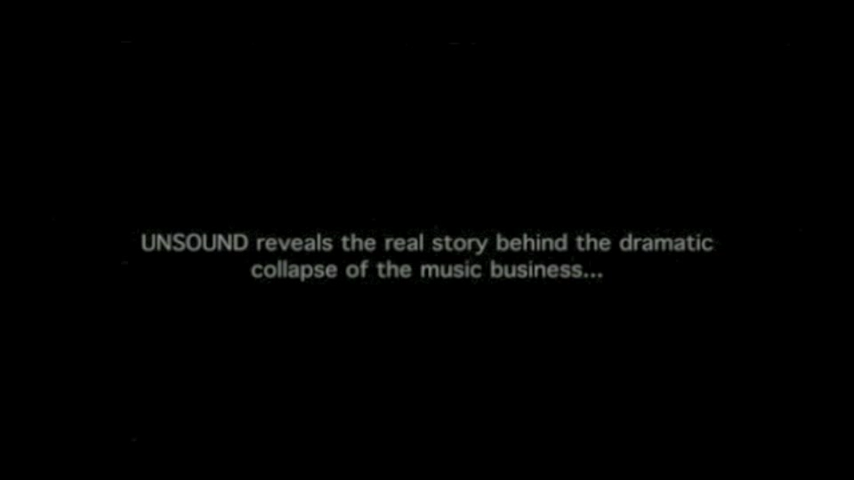 UNSOUND reveals the real story behind the dramatic
collapse of the music business...